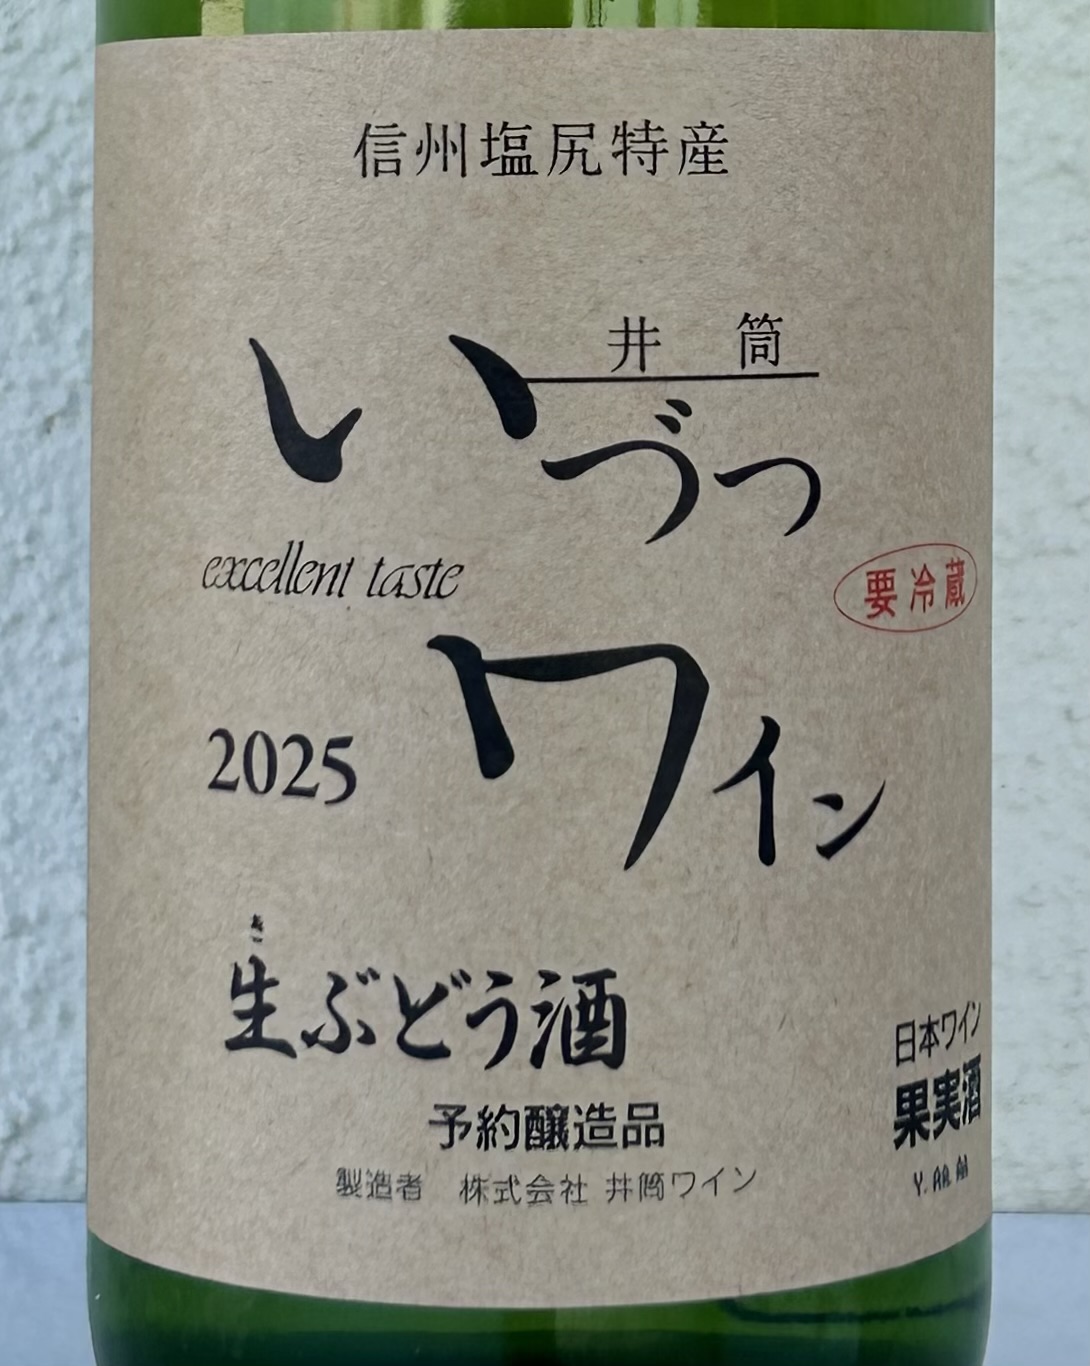 信州塩尻特産
井筒
いづつ
excellent taste
要冷蔵
ワイン
2025
き
生ぶどう酒
日本ワイン
果実酒
予約醸造品
製造者 株式会社 井筒ワイン